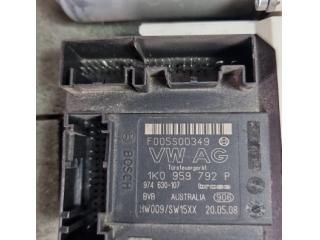 BOSCH
F005S00349
VW AG
Türsteuergerät
1K0 959 792 P
974 630-107 brose
BVB AUSTRALIA 906
HW009/SW15XX 20.05.08